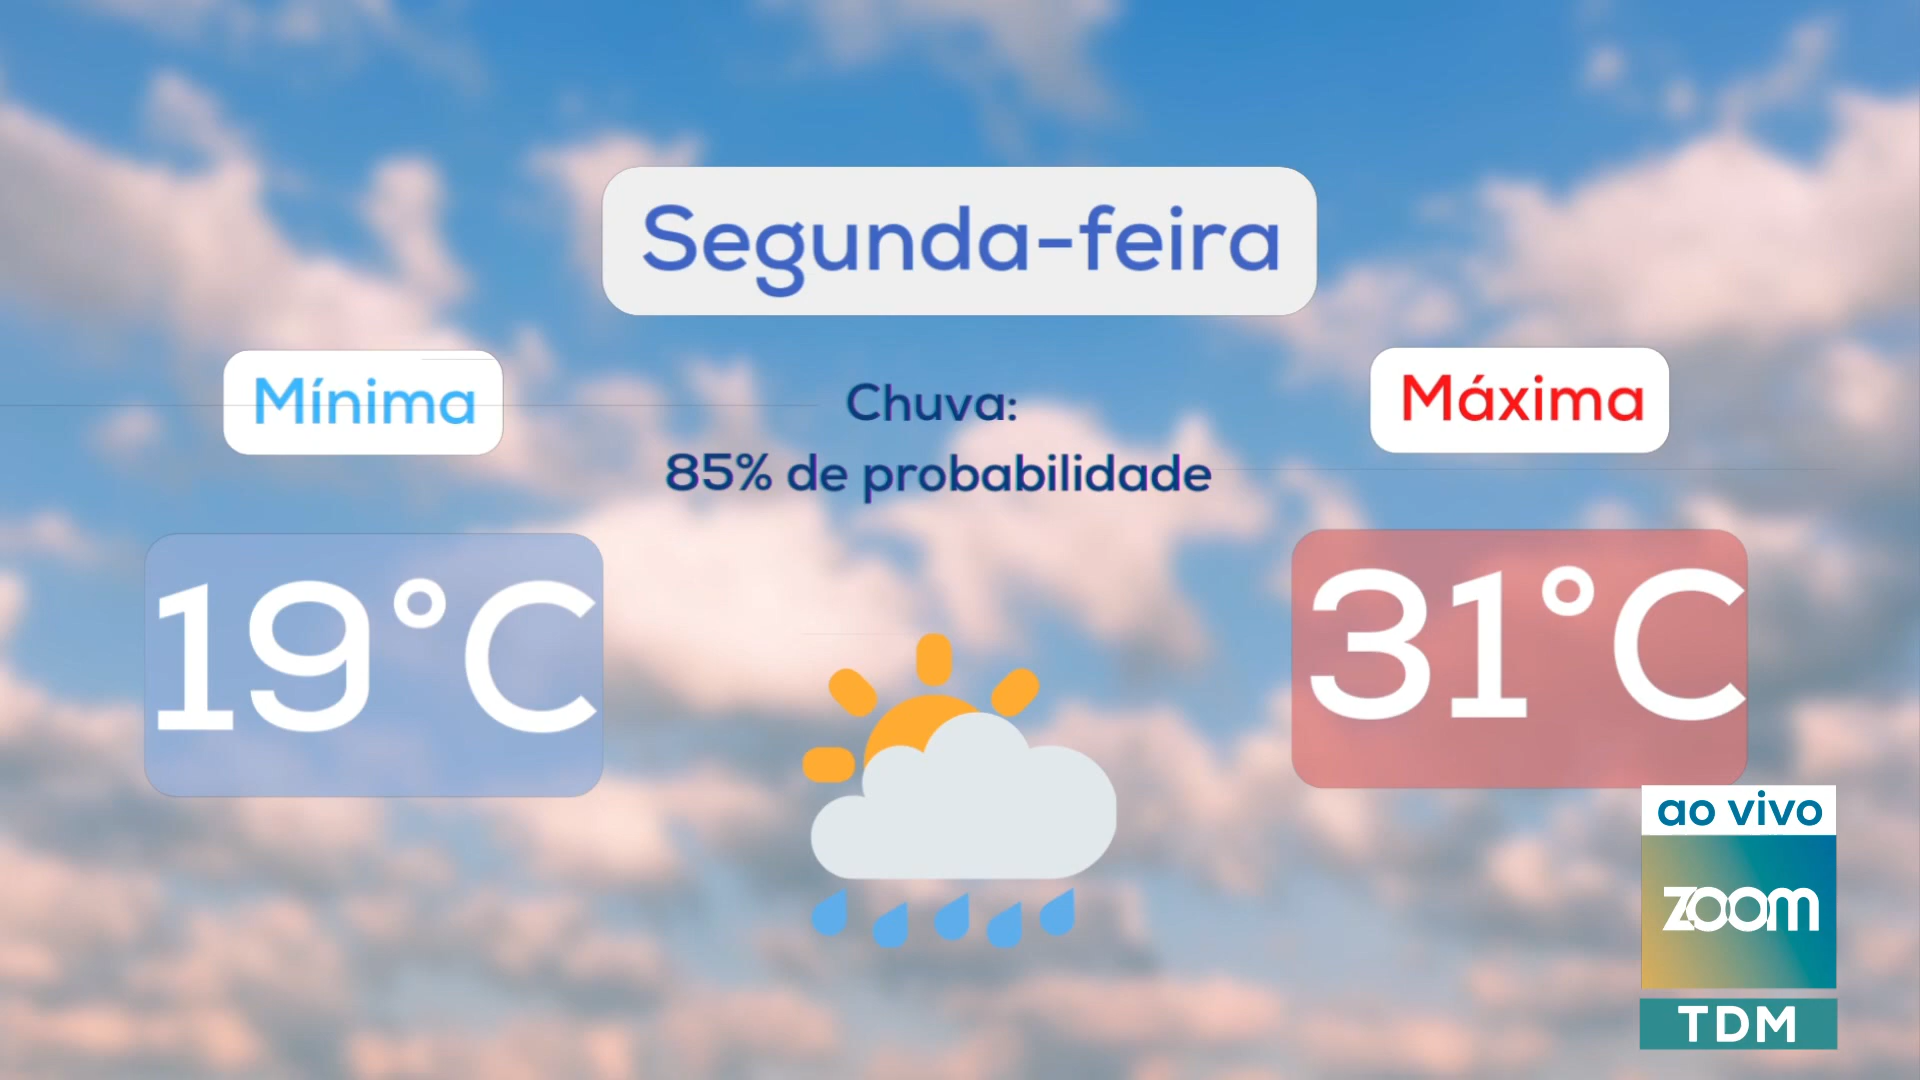 Segunda-feira
Mínima
Chuva:
85% de probabilidade
Máxima
19°C
31°C
ao vivo
zoom
TDM